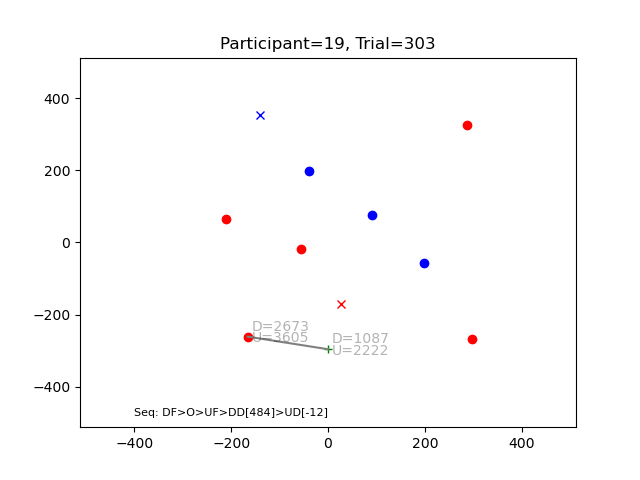 Participant=19, Trial=303
400
200
0
−200
−400
D=2673
U=3605
D=1087
U=2222
Seq: DF>O>UF>DD[484]>UD[-12]
−400
−200
0
200
400